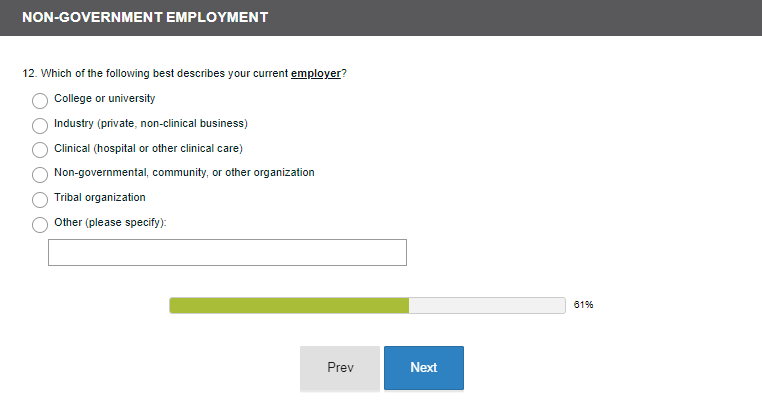 NON-GOVERNMENT EMPLOYMENT
12. Which of the following best describes your current employer?
College or university
Industry (private, non-clinical business)
Clinical (hospital or other clinical care)
Non-governmental, community, or other organization
Tribal organization
Other (please specify):
61%
Prev
Next